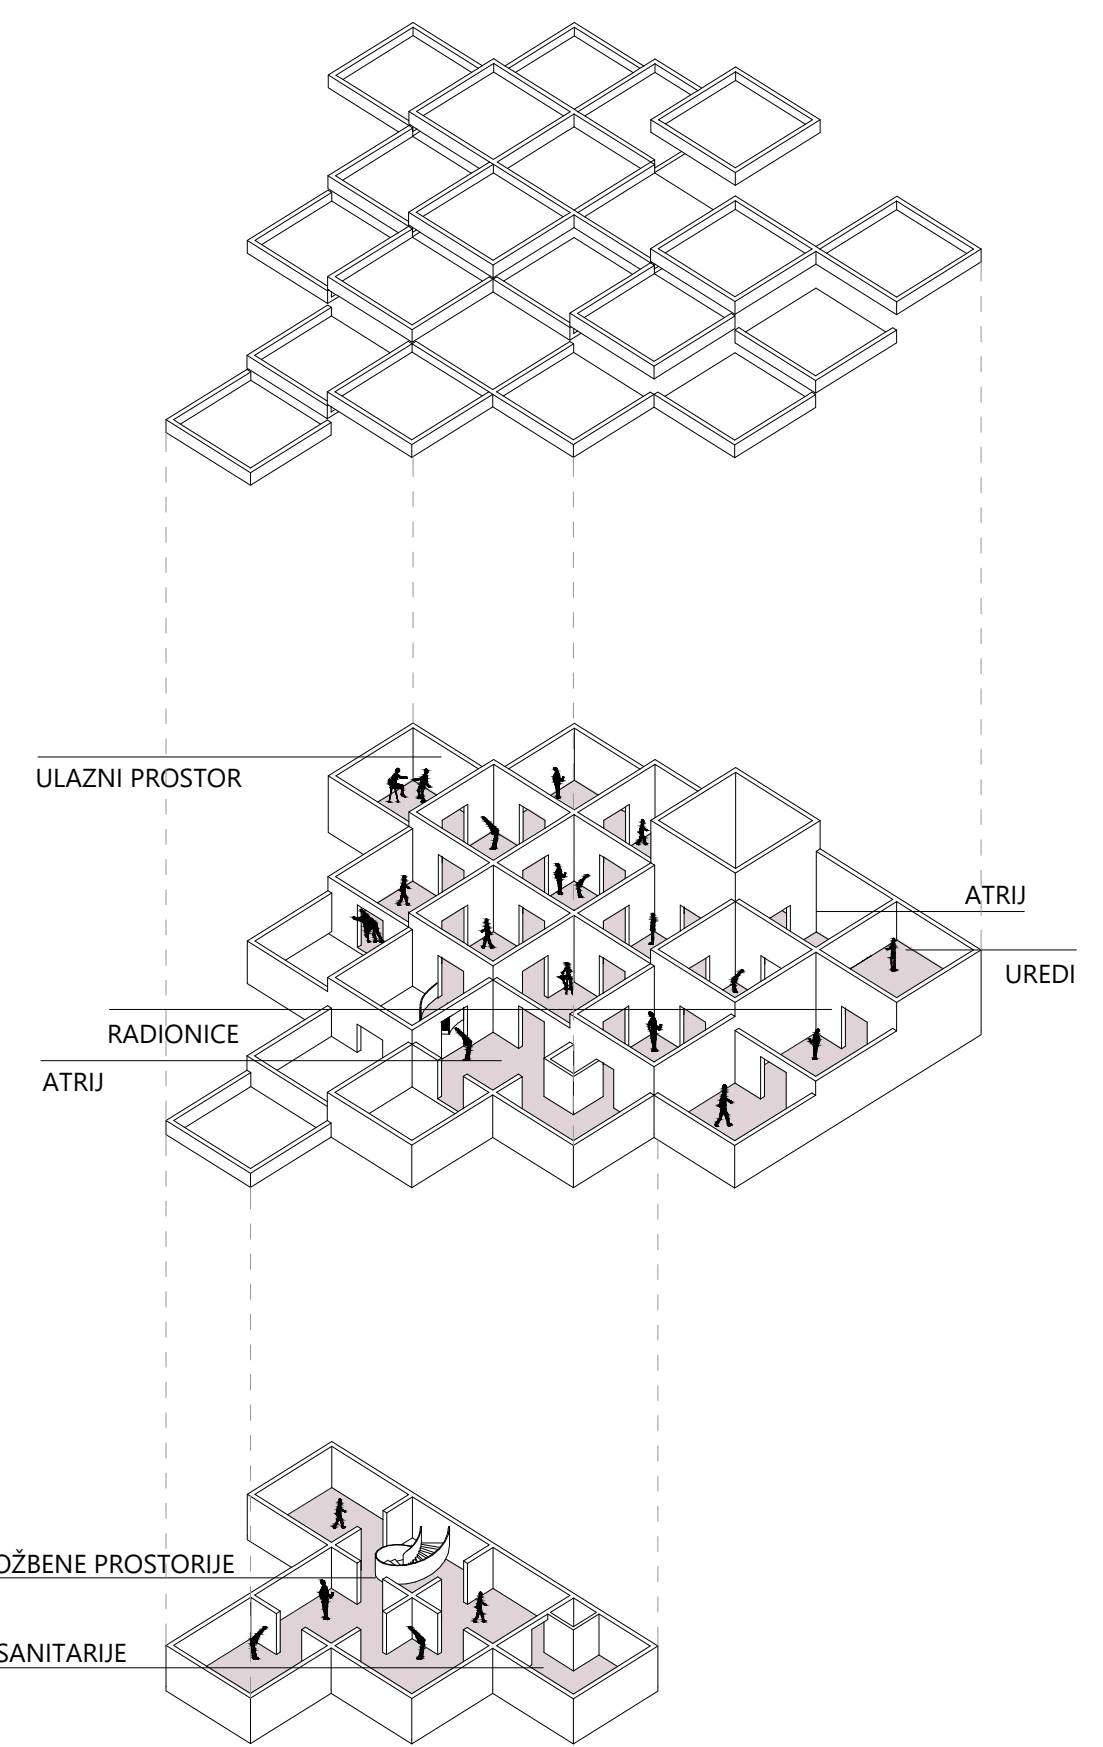 ULAZNI PROSTOR
ATRIJ
UREDI
RADIONICE
ATRIJ
OŽBENE PROSTORIJE
SANITARIJE